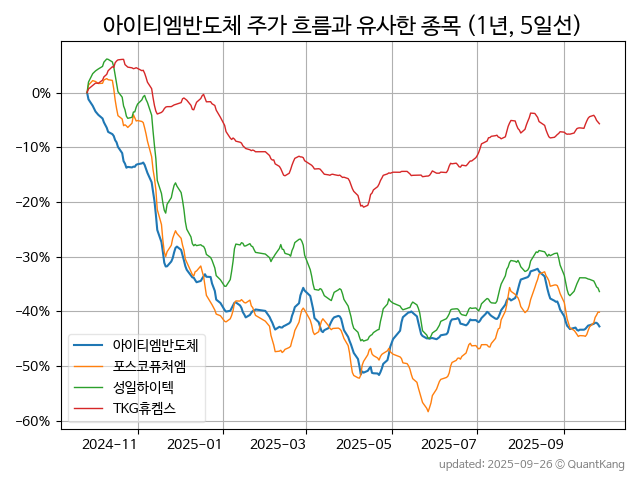 아이티엠반도체 주가 흐름과 유사한 종목 (1년, 5일선)
0%
−10%
−20%
−30%
−40%
−50%
−60%
아이티엠반도체
포스코퓨처엠
성일하이텍
TKG휴켐스
2024−11
2025−01
2025−03
2025−05
2025−07
2025−09
updated: 2025-09-26 © QuantKang